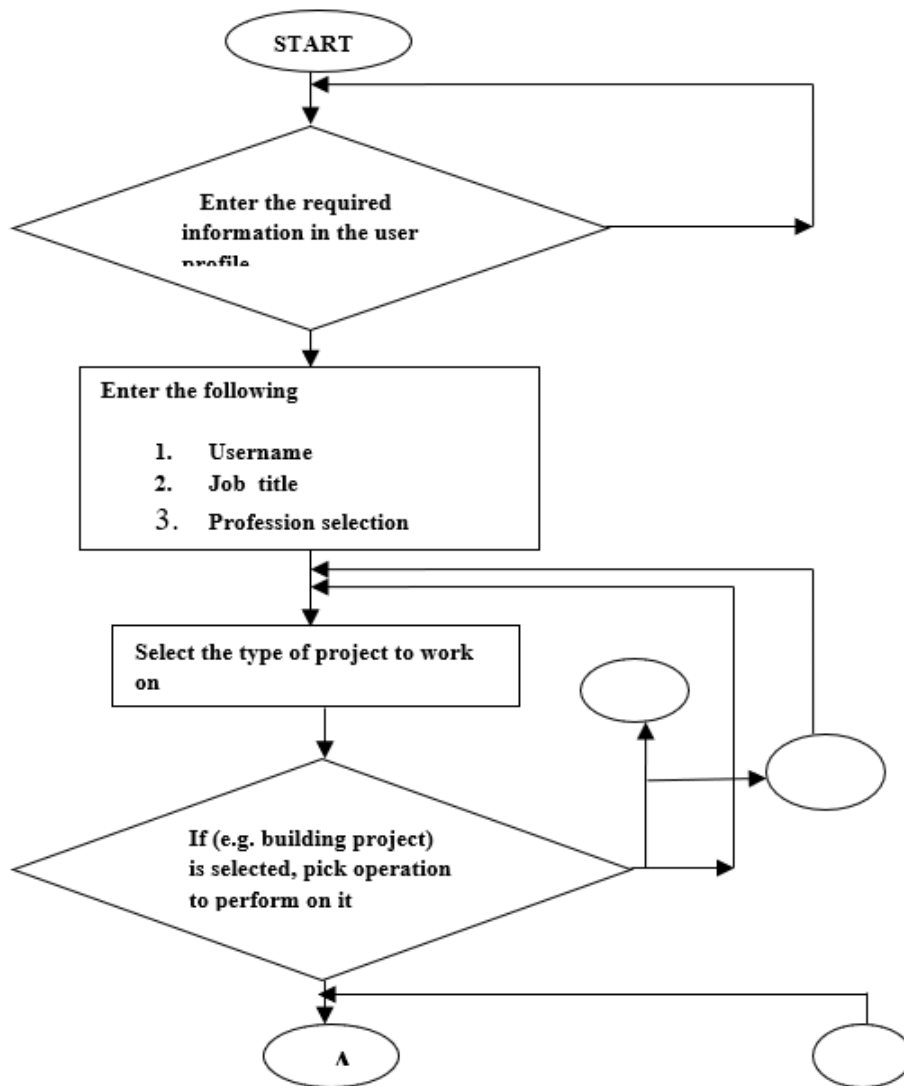 START
Enter the required
information in the user
profile
Enter the following
1. Username
2. Job title
3. Profession selection
Select the type of project to work
on
If (e.g. building project)
is selected, pick operation
to perform on it
A